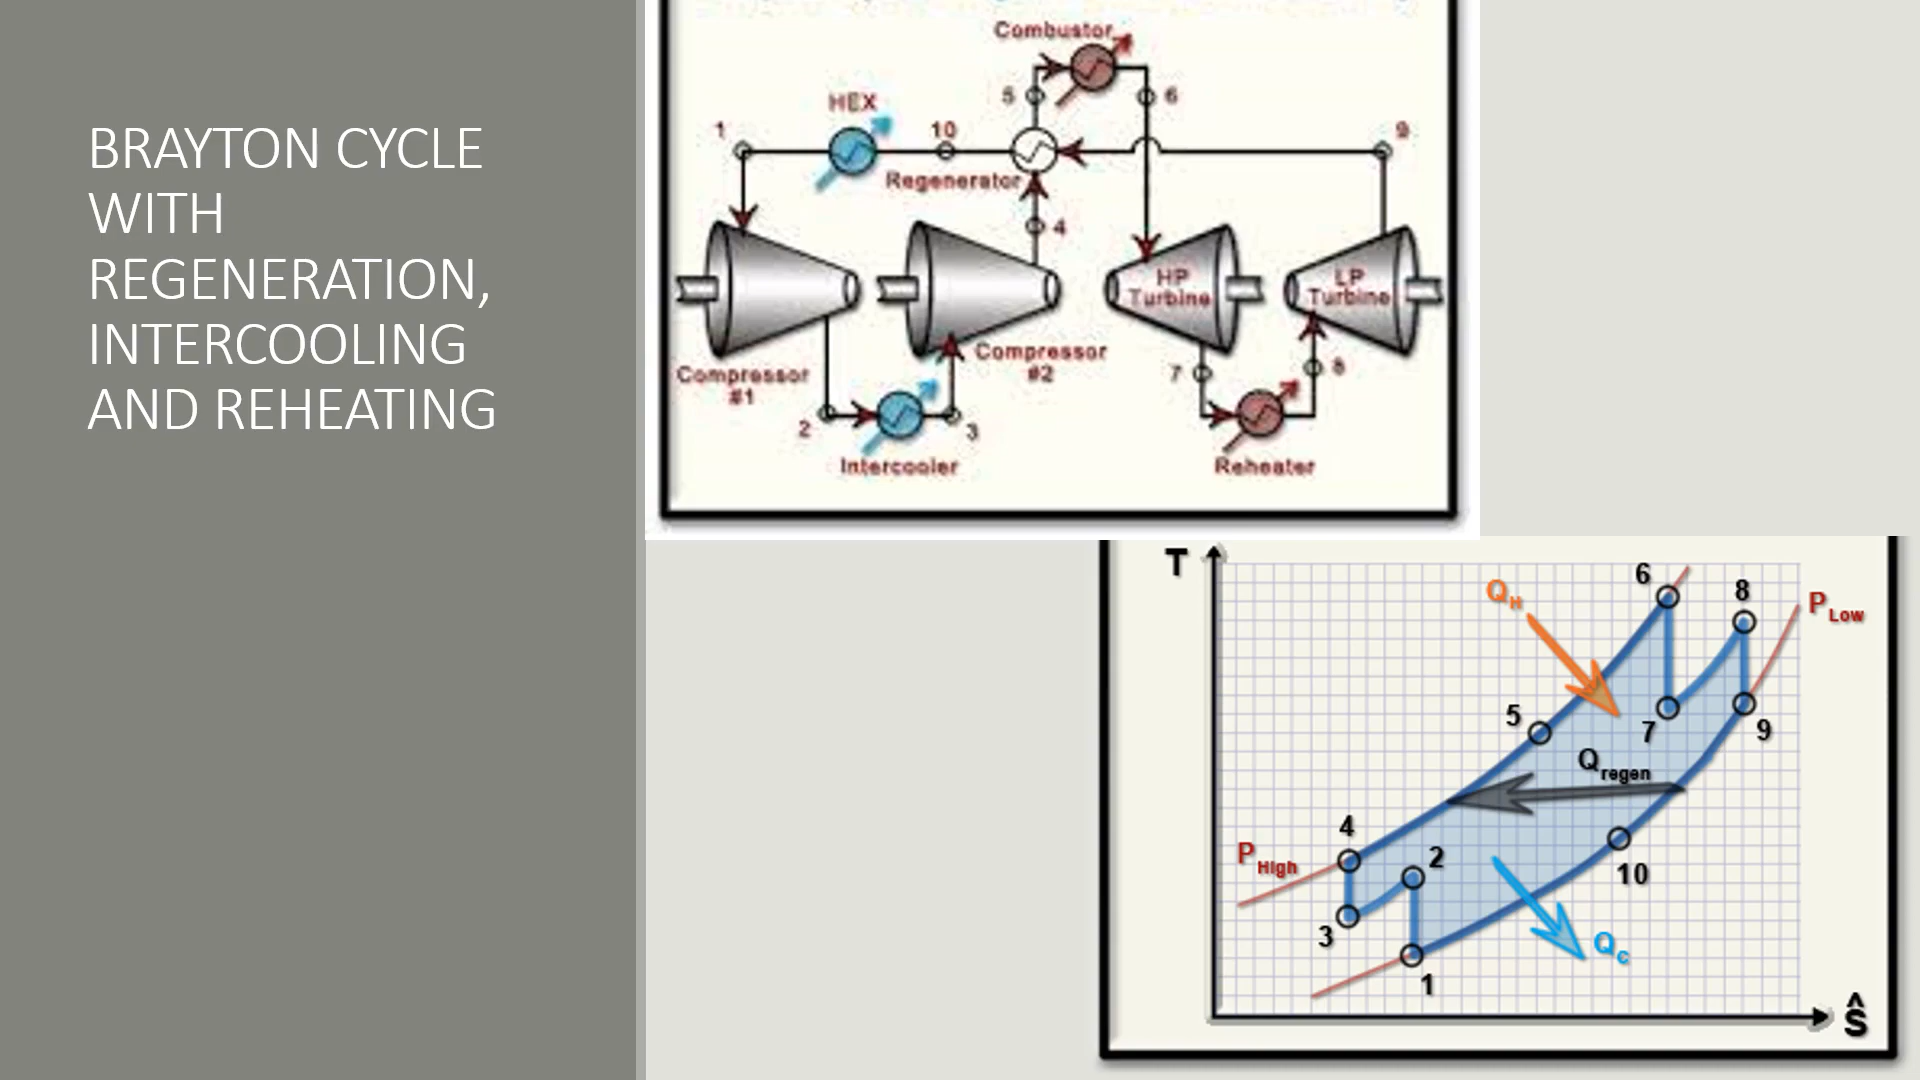 BRAYTON CYCLE
WITH
REGENERATION,
INTERCOOLING
AND REHEATING
Combustor
5
6
HEX
1
10
9
Regenerator
4
HP
Turbine
LP
Turbine
Compressor
#1
Compressor
#2
7
8
2
3
Intercooler
Reheater
T
6
8
QH
PLow
5
7
9
Qregen
4
2
PHigh
10
3
QC
1
Ŝ